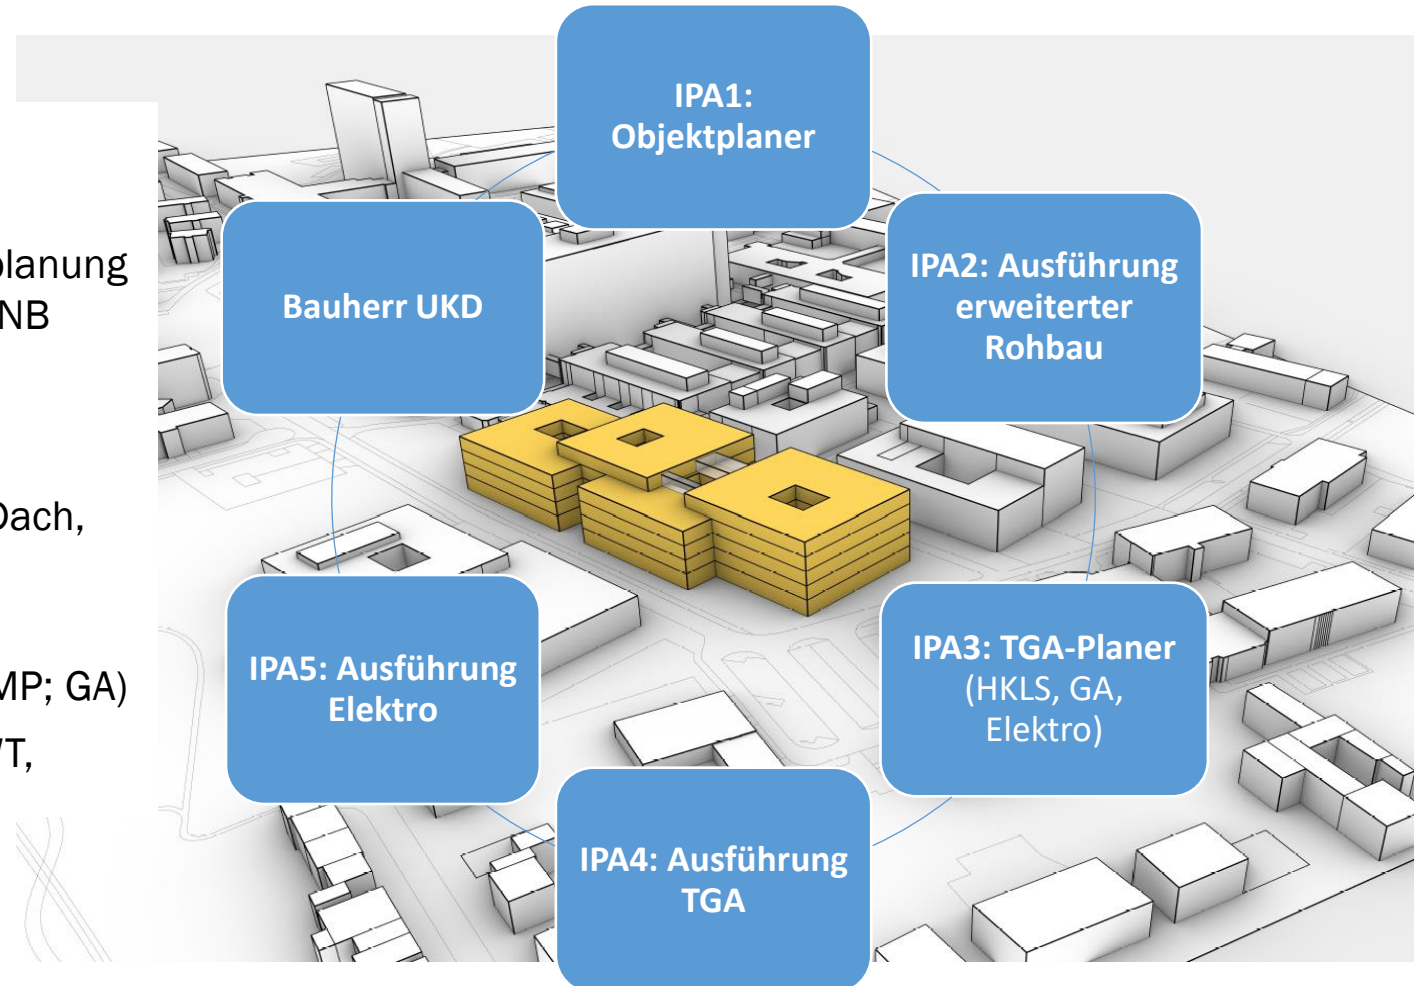 IPA1:
Objektplaner
Bauherr UKD
IPA2: Ausführung
erweiterter
Rohbau
planung
NB
Dach,
MP; GA)
IPA5: Ausführung
Elektro
IPA3: TGA-Planer
(HKLS, GA,
Elektro)
IPA4: Ausführung
TGA